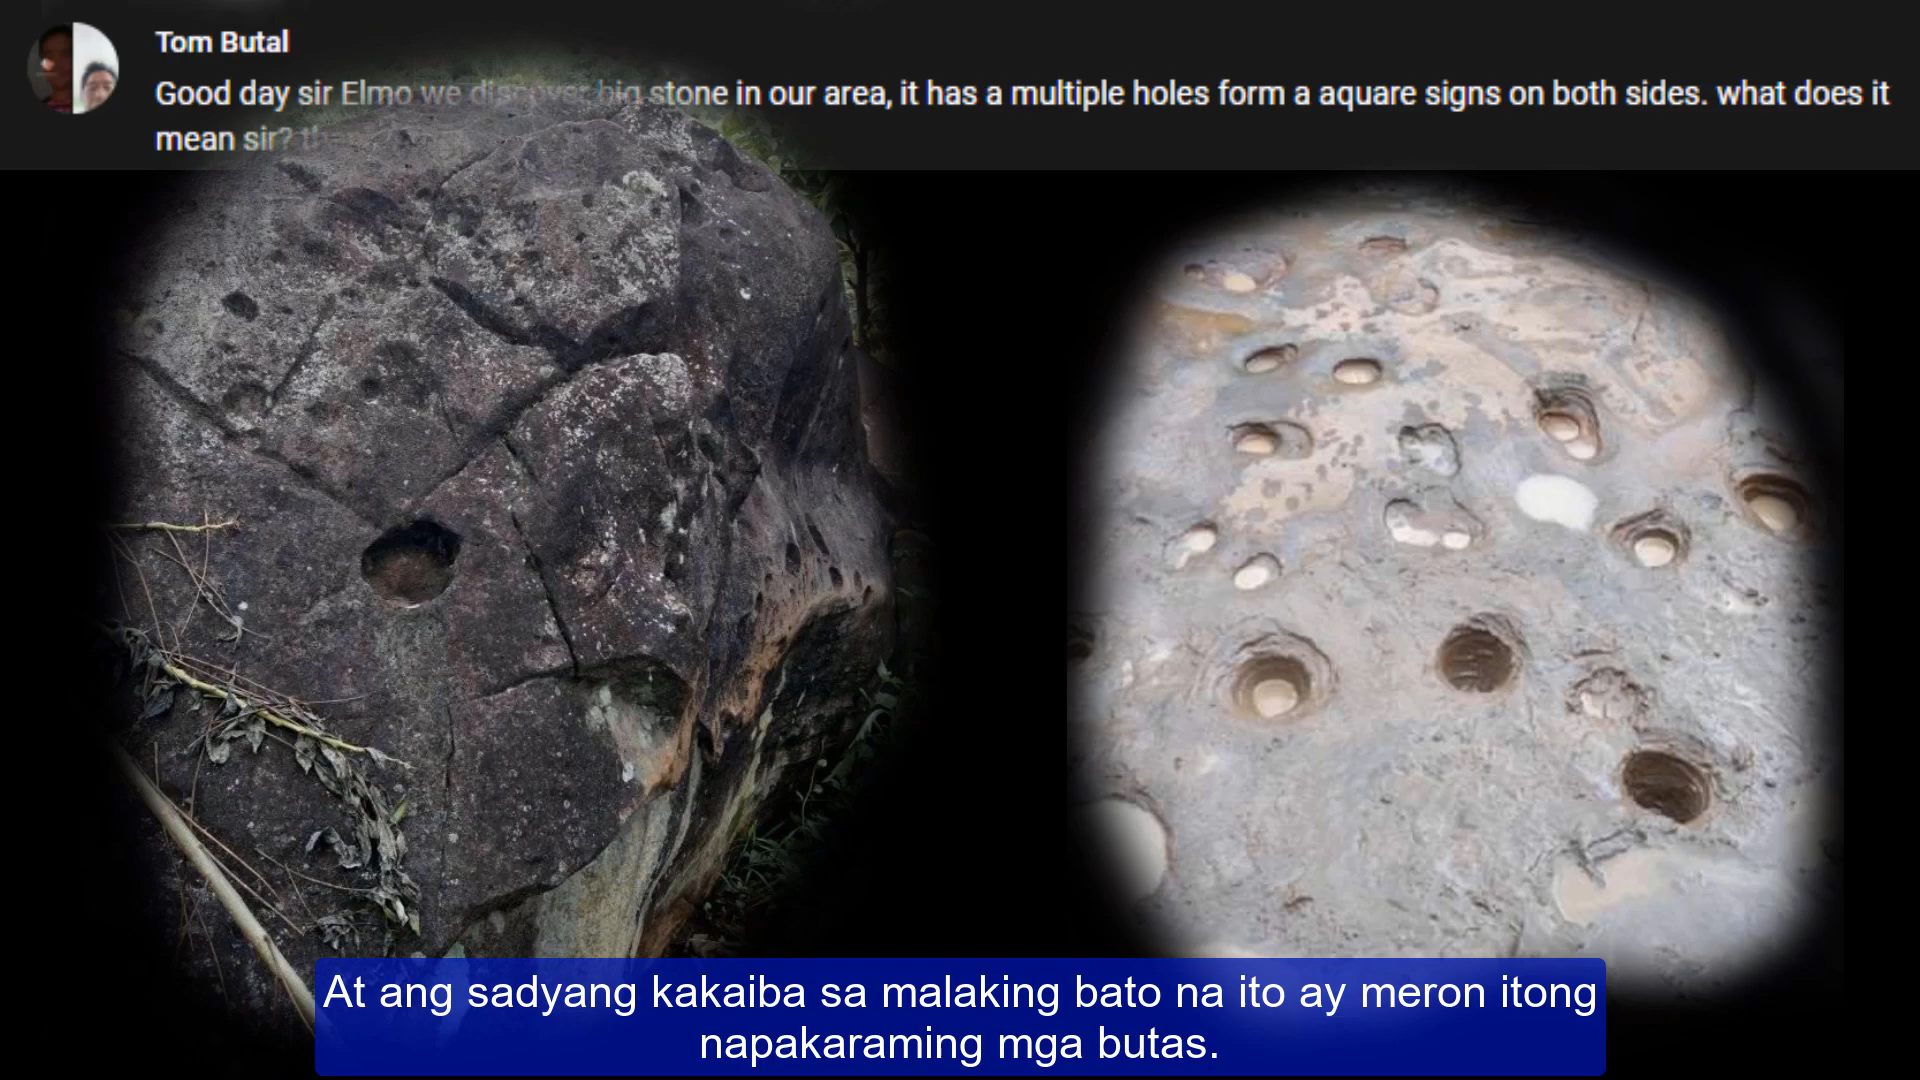 Tom Butal
Good day sir Elmo we discover big stone in our area, it has a multiple holes form a aquare signs on both sides. what does it
mean sir?
At ang sadyang kakaiba sa malaking bato na ito ay meron itong
napakaraming mga butas.